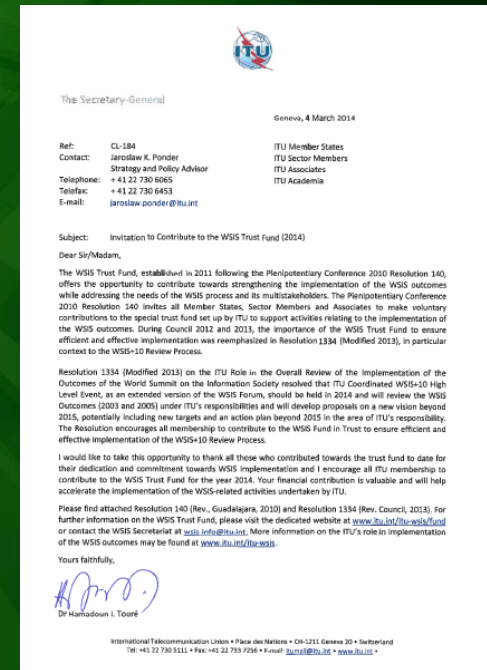 ITU
The Secretary-General
Geneva, 4 March 2014
Ref: CL-184
Contact: Jaroslaw K. Ponder
Strategy and Policy Advisor
Telephone: + 41 22 730 6065
Telefax: + 41 22 730 6453
E-mail: jaroslaw.ponder@itu.int
ITU Member States
ITU Sector Members
ITU Associates
ITU Academia
Subject: Invitation to Contribute to the WSIS Trust Fund (2014)
Dear Sir/Madam,
The WSIS Trust Fund, established in 2011 following the Plenipotentiary Conference 2010 Resolution 140,
offers the opportunity to contribute towards strengthening the implementation of the WSIS outcomes
while addressing the needs of the WSIS process and its multistakeholders. The Plenipotentiary Conference
2010 Resolution 140 invites all Member States, Sector Members and Associates to make voluntary
contributions to the special trust fund set up by ITU to support activities relating to the implementation of
the WSIS outcomes. During Council 2012 and 2013, the importance of the WSIS Trust Fund to ensure
efficient and effective implementation was reemphasized in Resolution 1334 (Modified 2013), in particular
context to the WSIS+10 Review Process.
Resolution 1334 (Modified 2013) on the ITU Role in the Overall Review of the Implementation of the
Outcomes of the World Summit on the Information Society resolved that ITU Coordinated WSIS+10 High
Level Event, as an extended version of the WSIS Forum, should be held in 2014 and will review the WSIS
Outcomes (2003 and 2005) under ITU's responsibilities and will develop proposals on a new vision beyond
2015, potentially including new targets and an action plan beyond 2015 in the area of ITU's responsibility.
The Resolution encourages all membership to contribute to the WSIS Fund in Trust to ensure efficient and
effective implementation of the WSIS+10 Review Process.
I would like to take this opportunity to thank all those who contributed towards the trust fund to date for
their dedication and commitment towards WSIS Implementation and I encourage all ITU membership to
contribute to the WSIS Trust Fund for the year 2014. Your financial contribution is valuable and will help
accelerate the implementation of the WSIS-related activities undertaken by ITU.
Please find attached Resolution 140 (Rev., Guadalajara, 2010) and Resolution 1334 (Rev. Council, 2013). For
further information on the WSIS Trust Fund, please visit the dedicated website at www.itu.int/itu-wsis/fund
or contact the WSIS Secretariat at wsis-info@itu.int. More information on the ITU's role in implementation
of the WSIS outcomes may be found at www.itu.int/itu-wsis.
Yours faithfully,
Dr Hamadoun I. Touré
International Telecommunication Union • Place des Nations • CH-1211 Geneva 20 • Switzerland
Tel: +41 22 730 5111 • Fax: +41 22 733 7256 • E-mail: itumail@itu.int • www.itu.int •